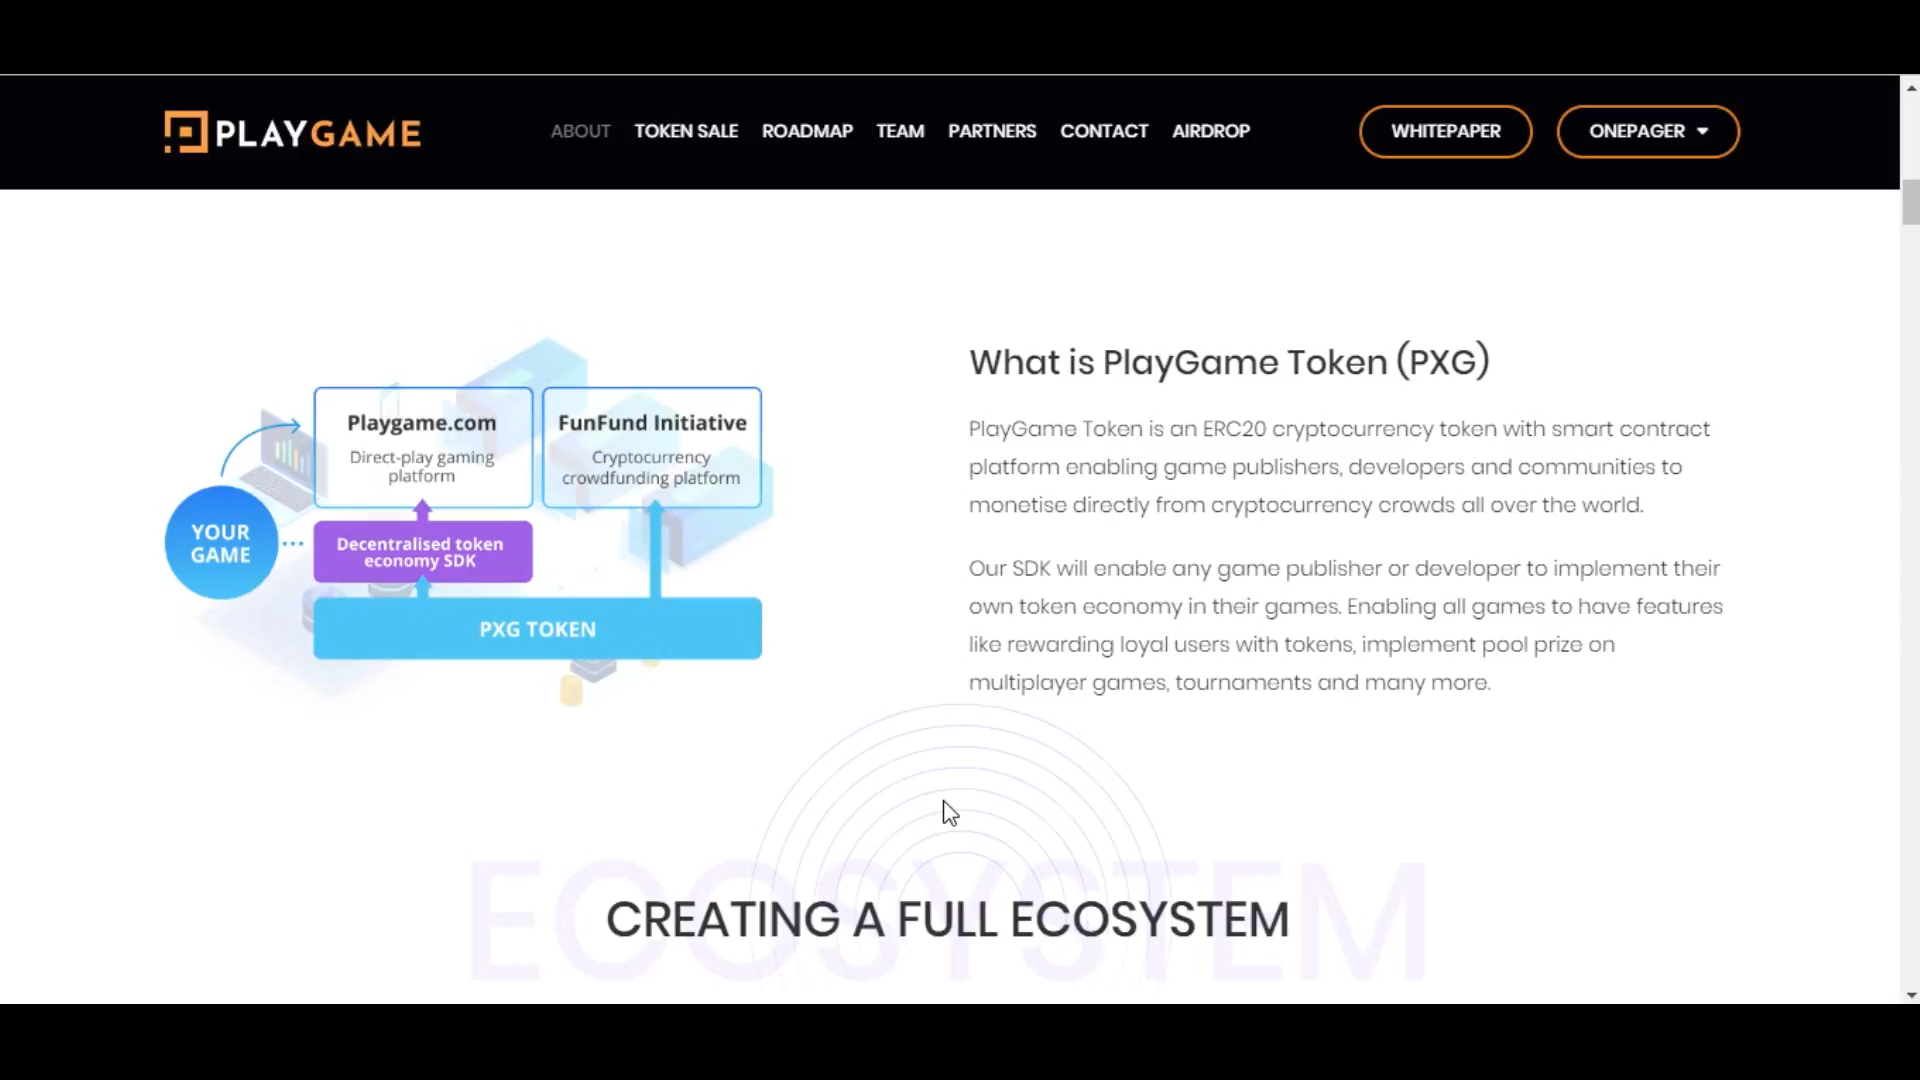 PLAYGAME
ABOUT TOKEN SALE ROADMAP TEAM PARTNERS CONTACT AIRDROP
WHITEPAPER
ONEPAGER
Playgame.com
Direct-play gaming
platform
FunFund Initiative
Cryptocurrency
crowdfunding platform
YOUR
GAME
Decentralised token
economy SDK
PXG TOKEN
What is PlayGame Token (PXG)
PlayGame Token is an ERC20 cryptocurrency token with smart contract
platform enabling game publishers, developers and communities to
monetise directly from cryptocurrency crowds all over the world.
Our SDK will enable any game publisher or developer to implement their
own token economy in their games. Enabling all games to have features
like rewarding loyal users with tokens, implement pool prize on
multiplayer games, tournaments and many more.
ECOSYSTEM
CREATING A FULL ECOSYSTEM